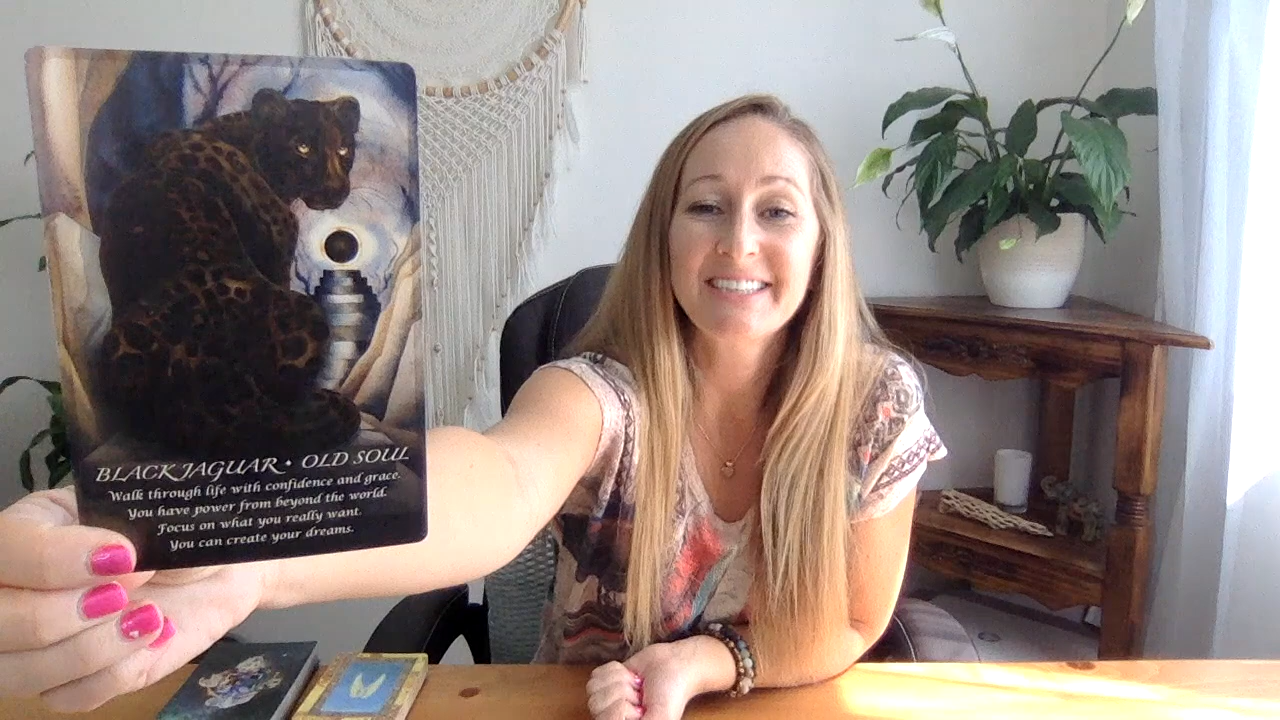 BLACK JAGUAR • OLD SOUL
Walk through life with confidence and grace.
You have power from beyond the world.
Focus on what you really want.
You can create your dreams.